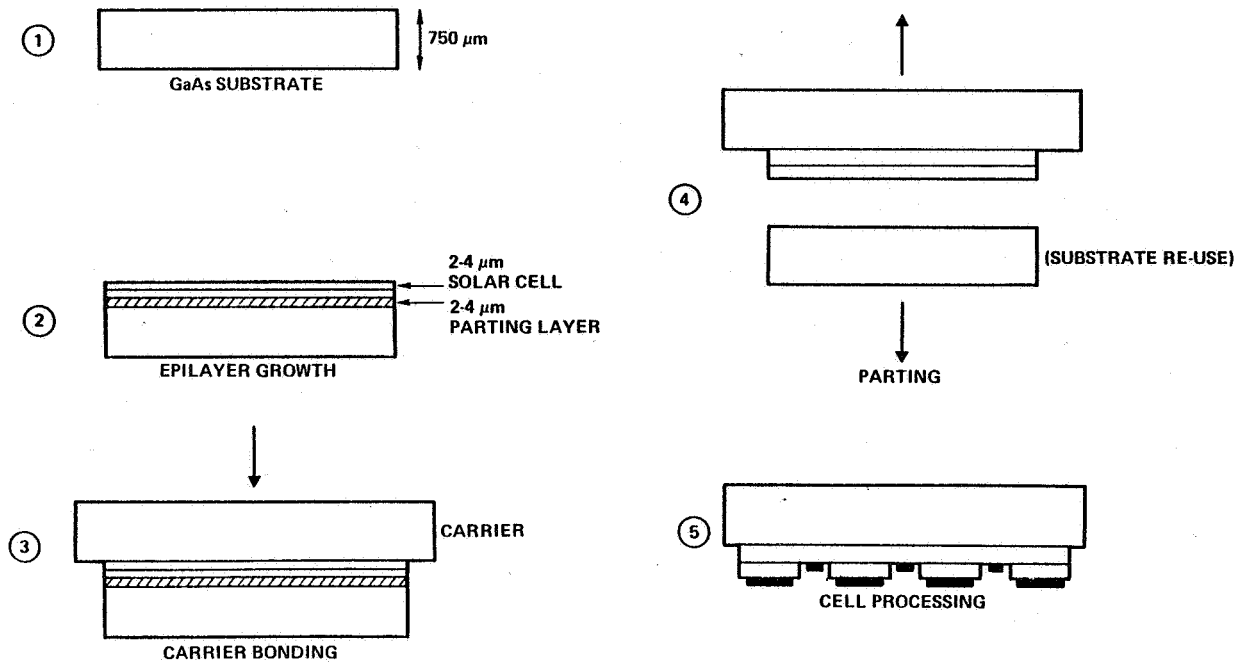 1
750 μm
GaAs SUBSTRATE
2
2-4 μm
SOLAR CELL
2-4 μm
PARTING LAYER
EPILAYER GROWTH
3
CARRIER
CARRIER BONDING
4
(SUBSTRATE RE-USE)
PARTING
5
CELL PROCESSING